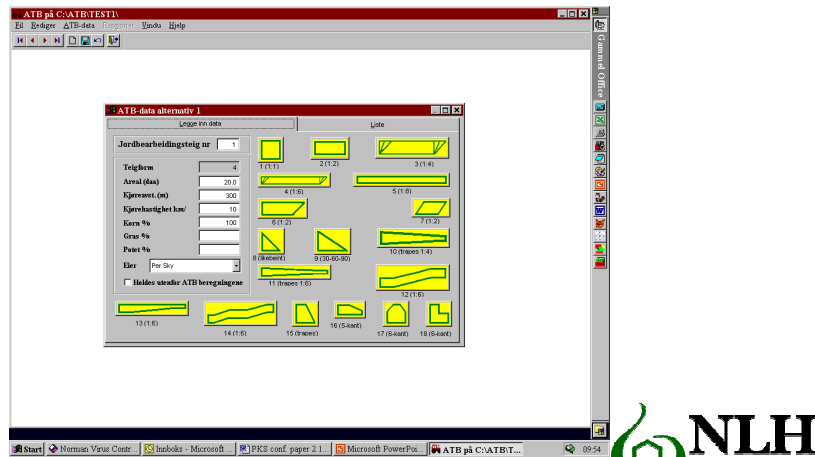 ATB på C:\ATB\TEST1\
Fil Rediger ATB-data Rapporter Vindu Hjelp
Gammel Office
ATB-data alternativ 1
Legge inn data
Liste
Jordbearbeidingsteig nr 1
Teigform 4
Areal (daa) 20.0
Kjøreavst. (m) 300
Kjørehastighet km/ 10
Korn % 100
Gras %
Potet %
Eier Per Sky
Holdes utenfor ATB beregningene
1 (1:1)
2 (1:2)
3 (1:4)
4 (1:6)
5 (1:8)
6 (1:2)
7 (1:2)
8 (likebeint)
9 (30-60-90)
10 (trapes 1:4)
11 (trapes 1:6)
12 (1:6)
13 (1:6)
14 (1:6)
15 (trapes)
16 (5-kant)
17 (6-kant)
18 (6-kant)
Start
Norman Virus Contr...
Innboks - Microsoft ...
PKS conf. paper 2.1...
Microsoft PowerPoi...
ATB på C:\ATB\T...
09:54
NLH